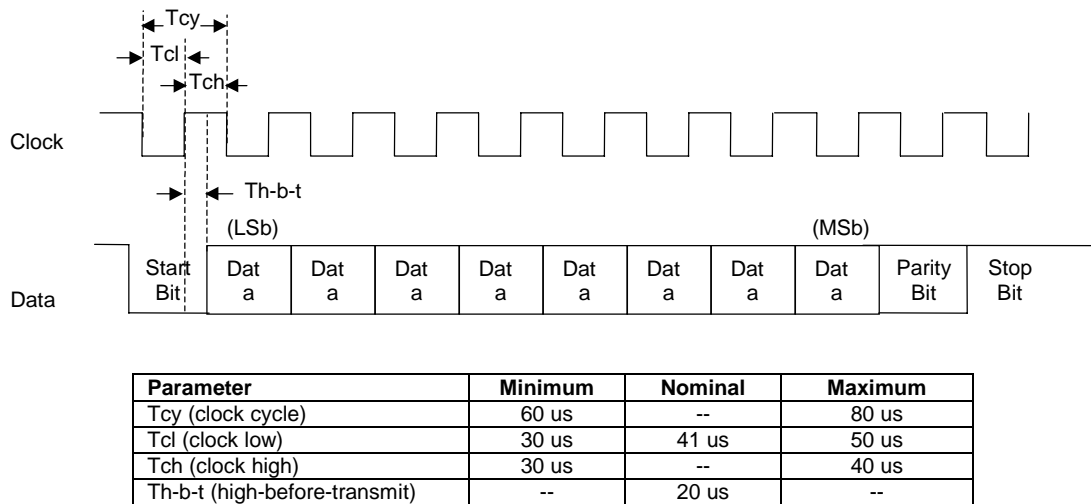 Tcy
Tcl
Tch
Clock
Th-b-t
(LSb) (MSb)
Start Dat Dat Dat Dat Dat Dat Dat Dat Parity Stop
Bit a a a a a a a a Bit Bit
Data
Parameter Minimum Nominal Maximum
Tcy (clock cycle) 60 us -- 80 us
Tcl (clock low) 30 us 41 us 50 us
Tch (clock high) 30 us -- 40 us
Th-b-t (high-before-transmit) -- 20 us --